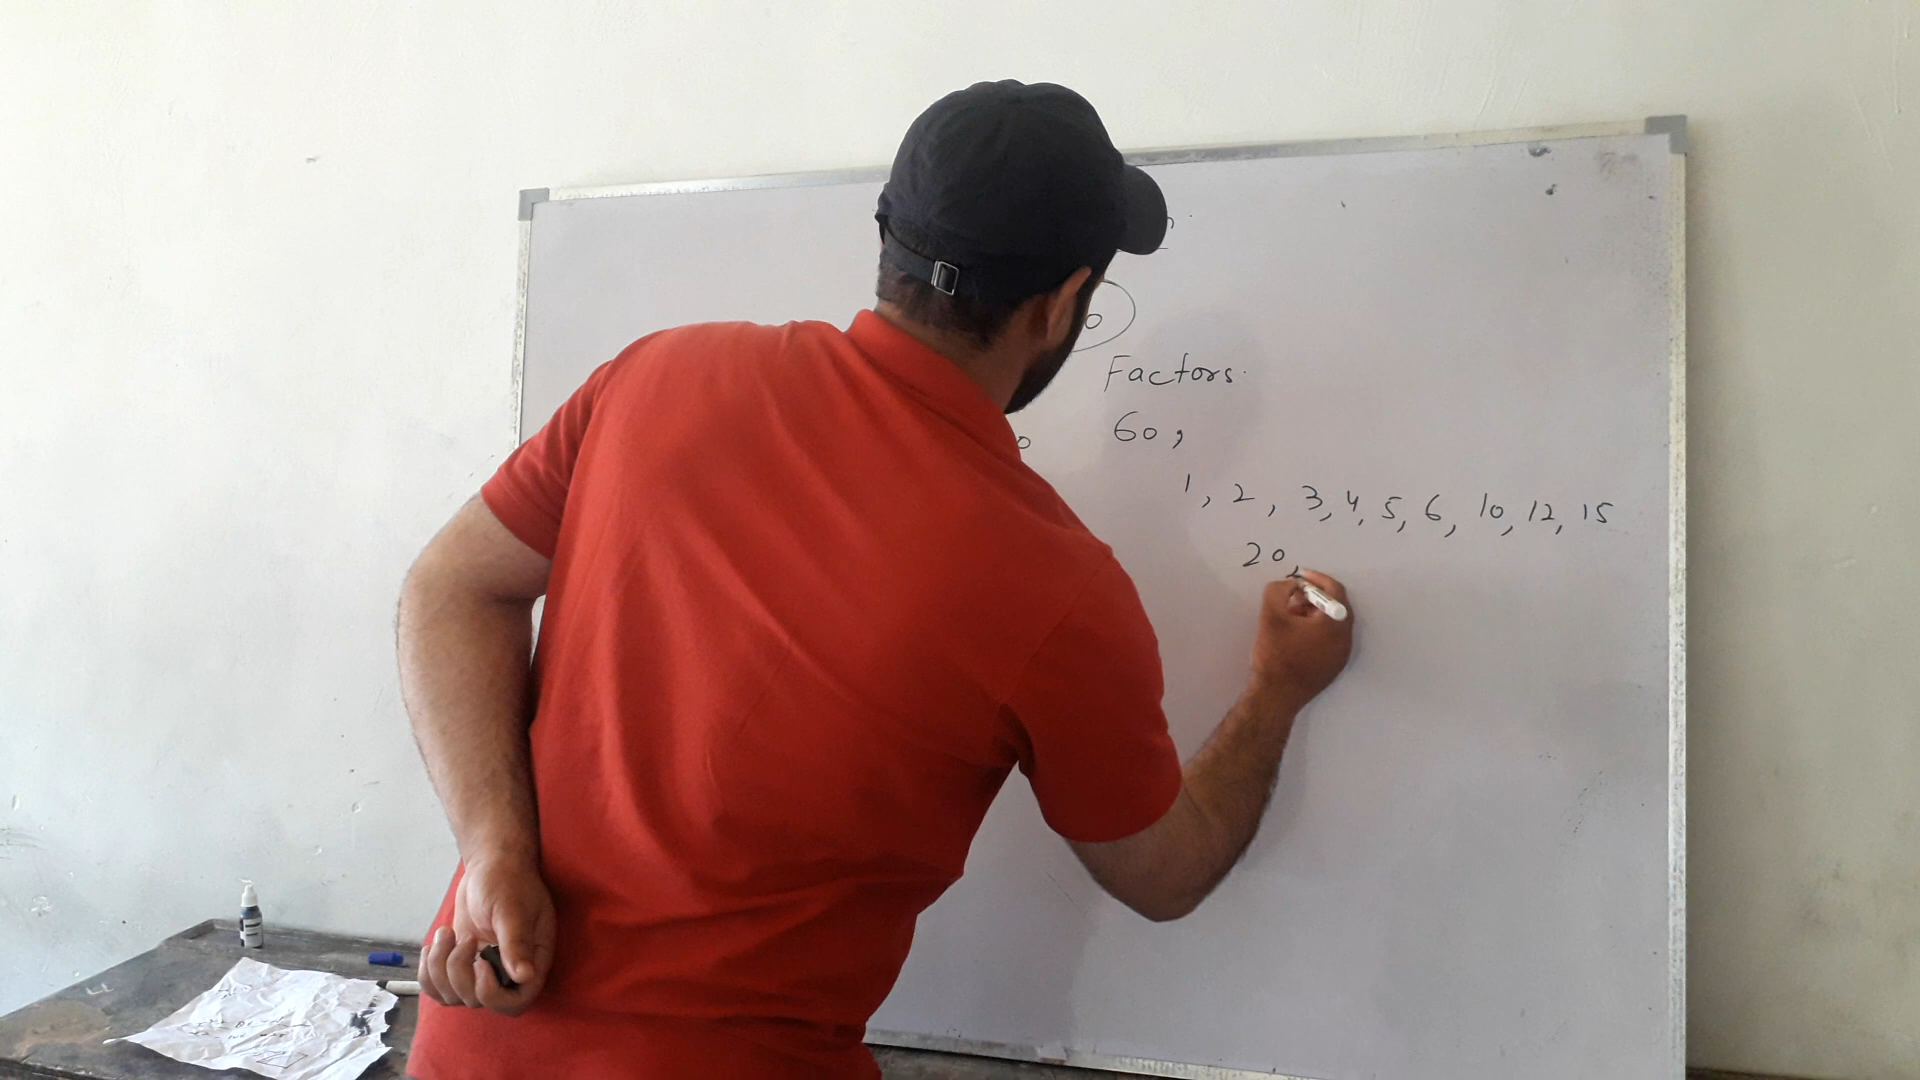 Factors.
60,
1, 2, 3, 4, 5, 6, 10, 12, 15
20,